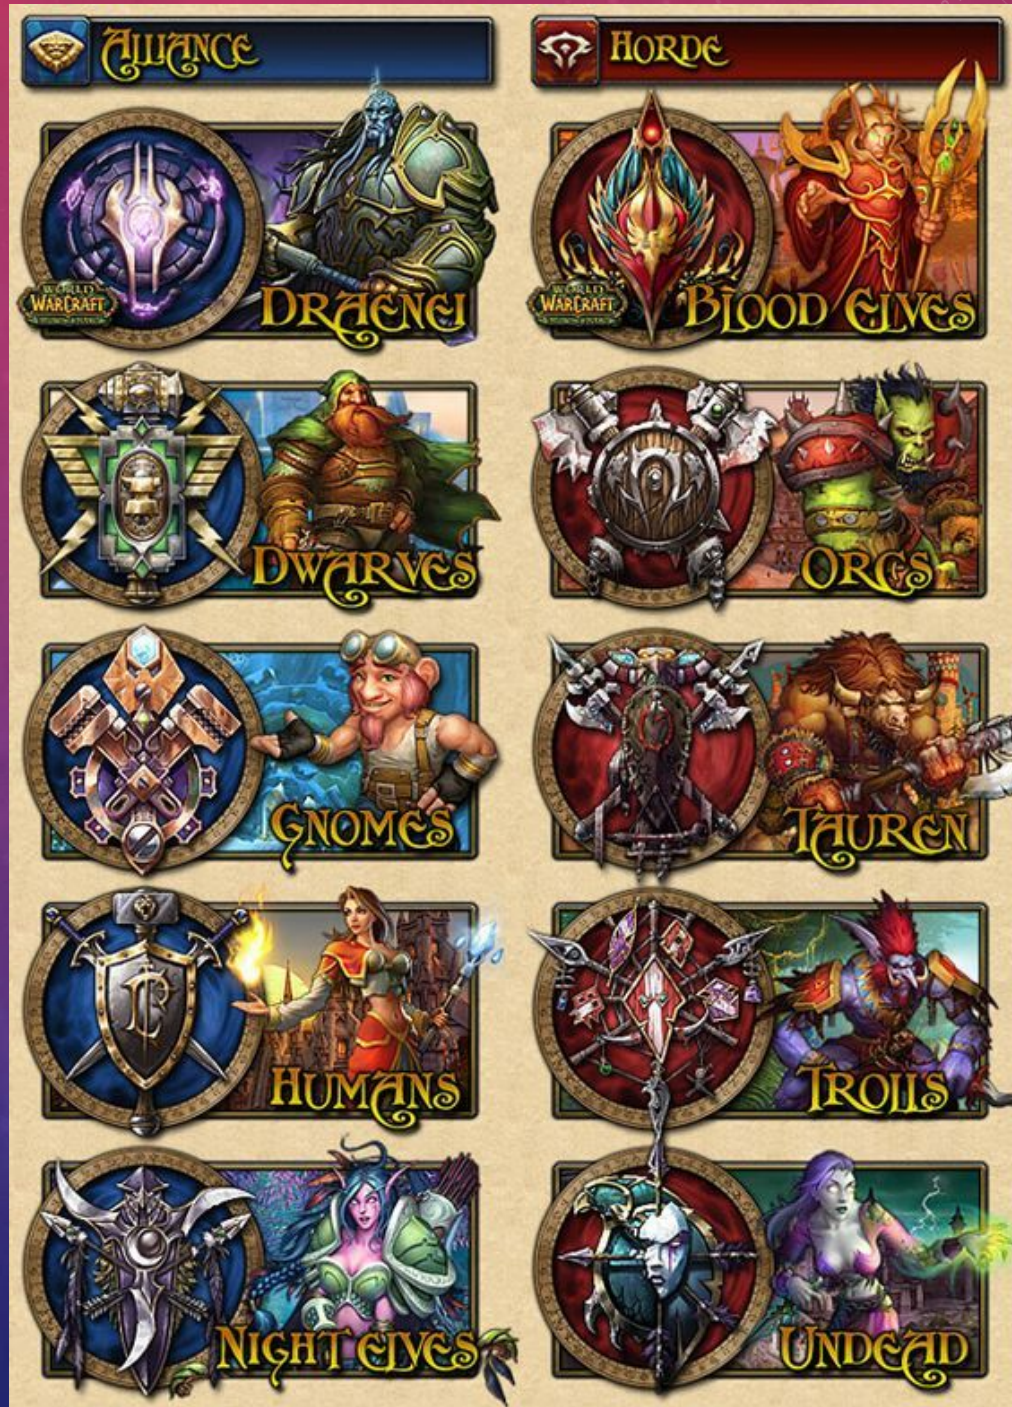 Alliance
Horde
Draenei
World
Warcraft
Blood Elves
World
Warcraft
Dwarves
Orcs
Gnomes
Tauren
Humans
Trolls
Night Elves
Undead